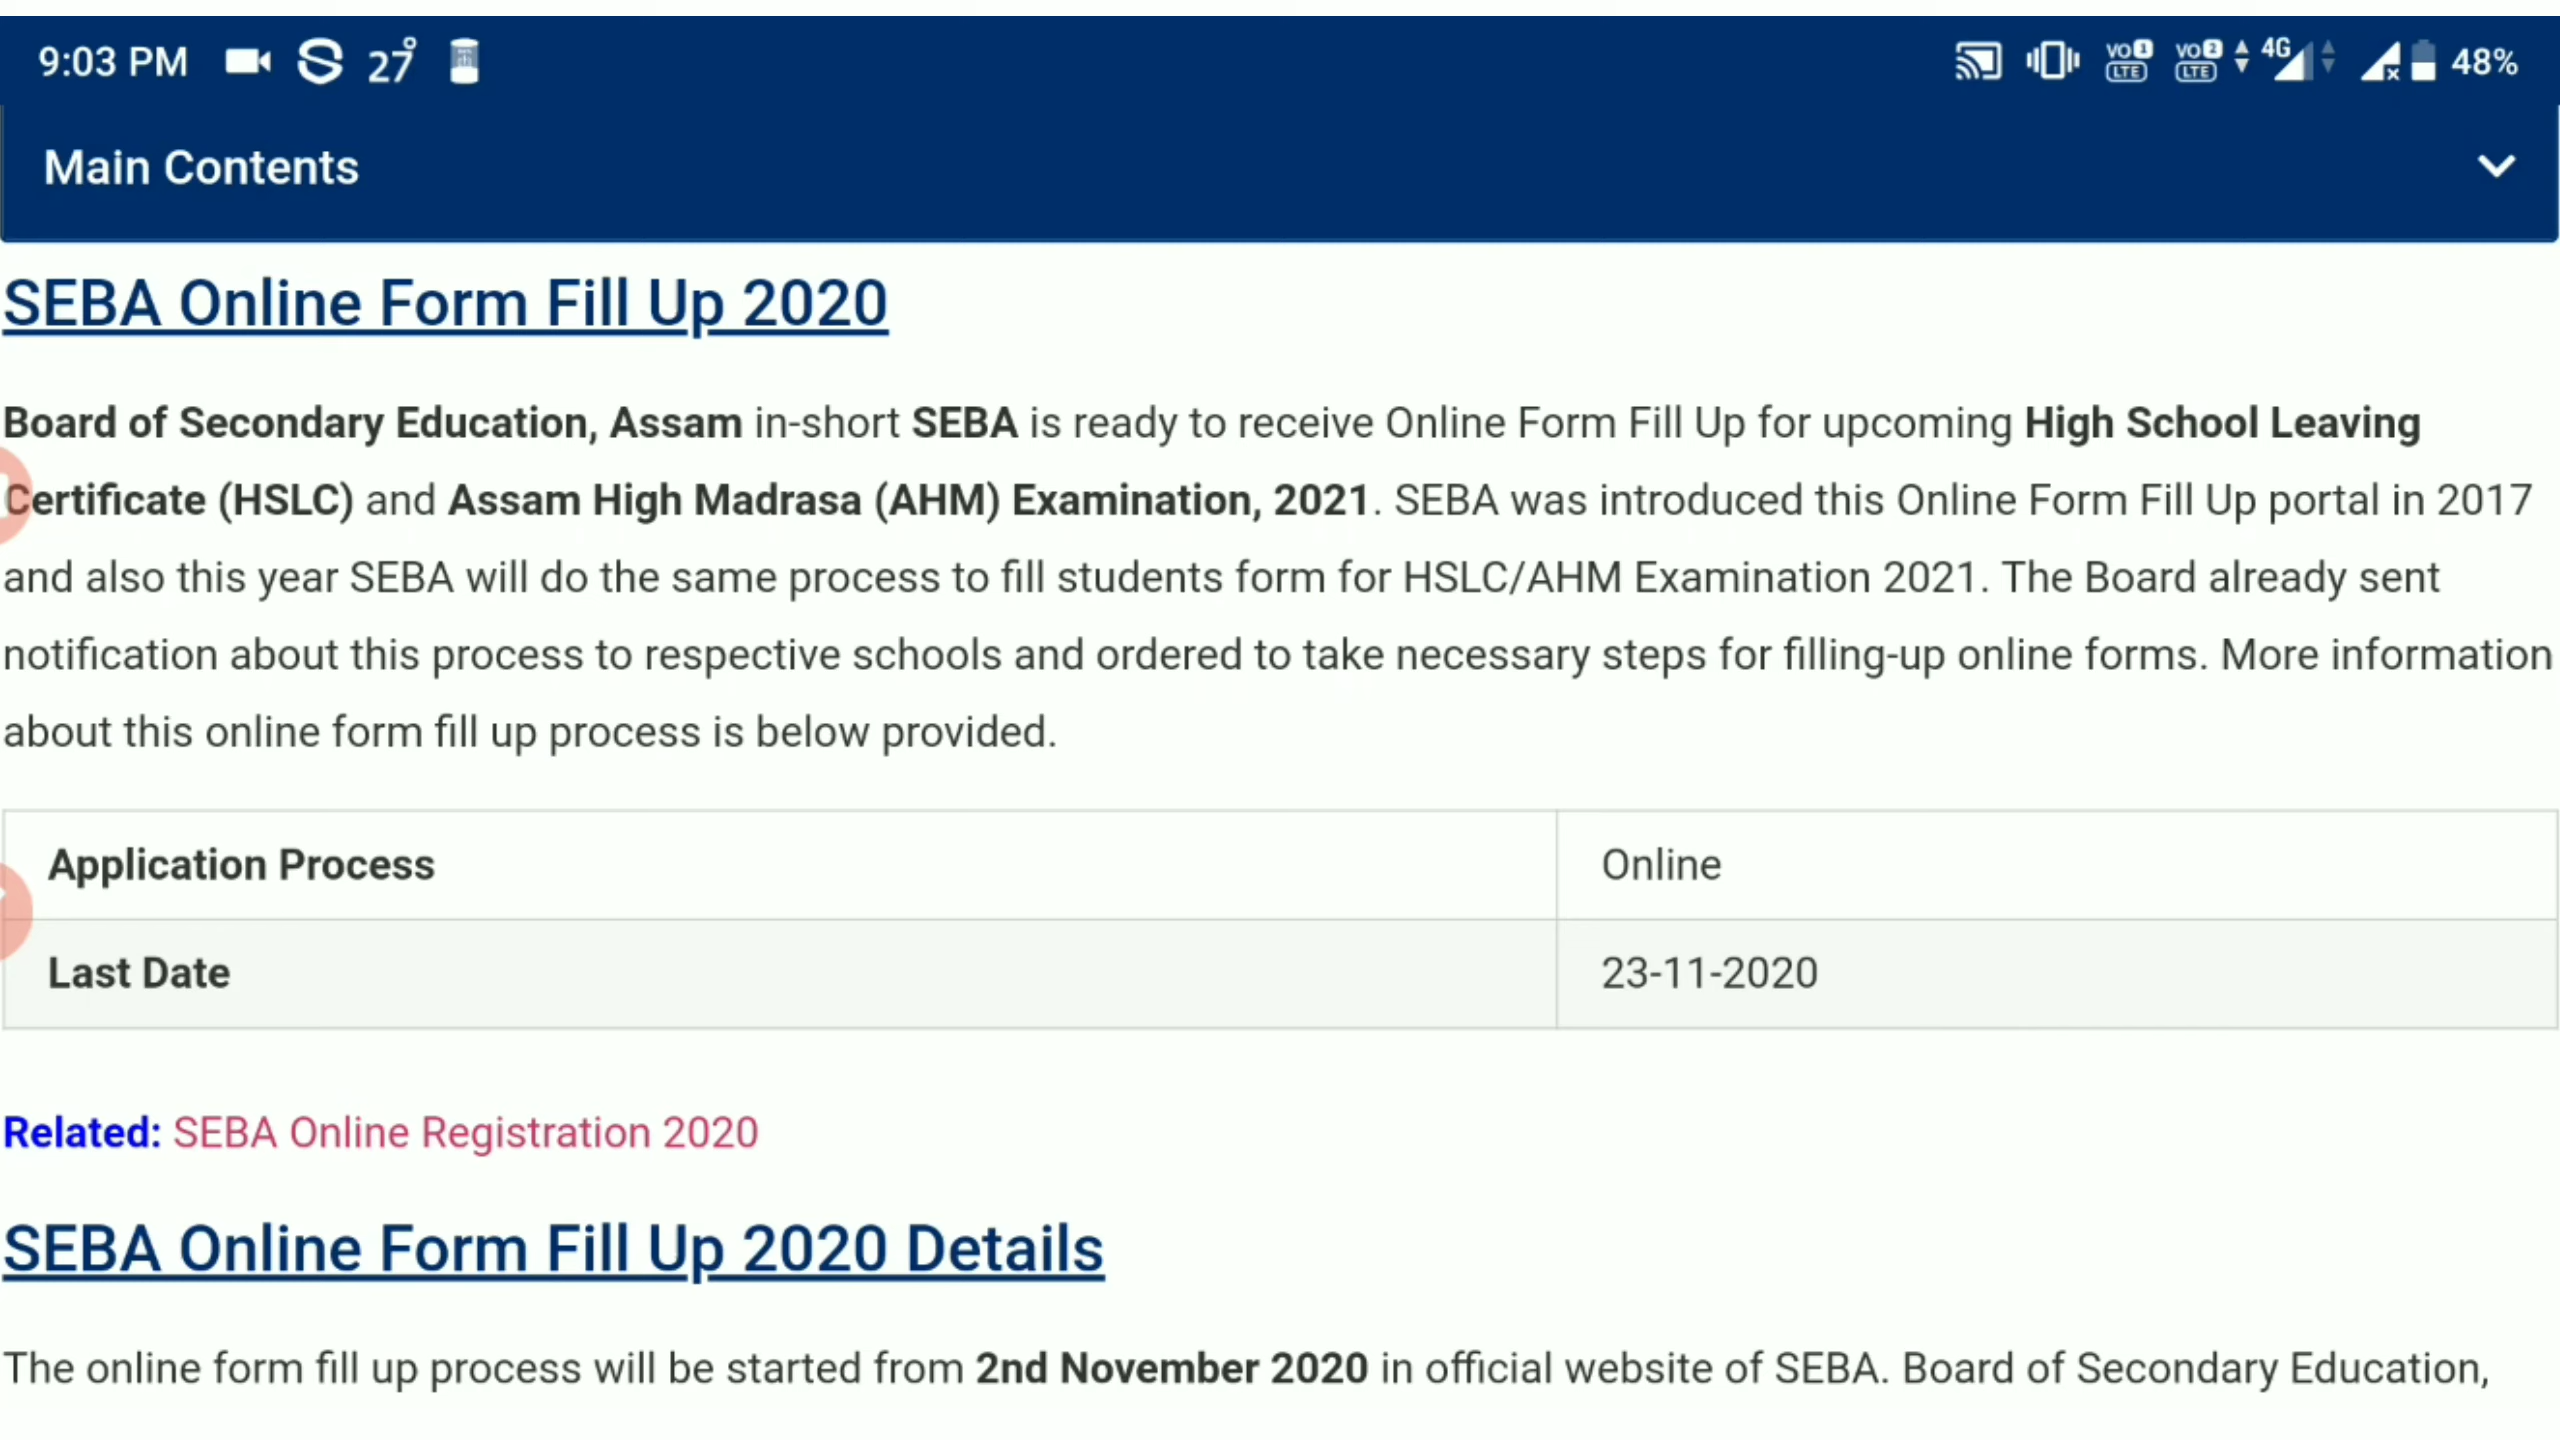 9:03 PM 27° VO 1 LTE VO 2 LTE 4G 48%
Main Contents
SEBA Online Form Fill Up 2020
Board of Secondary Education, Assam in-short SEBA is ready to receive Online Form Fill Up for upcoming High School Leaving
Certificate (HSLC) and Assam High Madrasa (AHM) Examination, 2021. SEBA was introduced this Online Form Fill Up portal in 2017
and also this year SEBA will do the same process to fill students form for HSLC/AHM Examination 2021. The Board already sent
notification about this process to respective schools and ordered to take necessary steps for filling-up online forms. More information
about this online form fill up process is below provided.
Application Process Online
Last Date 23-11-2020
Related: SEBA Online Registration 2020
SEBA Online Form Fill Up 2020 Details
The online form fill up process will be started from 2nd November 2020 in official website of SEBA. Board of Secondary Education,